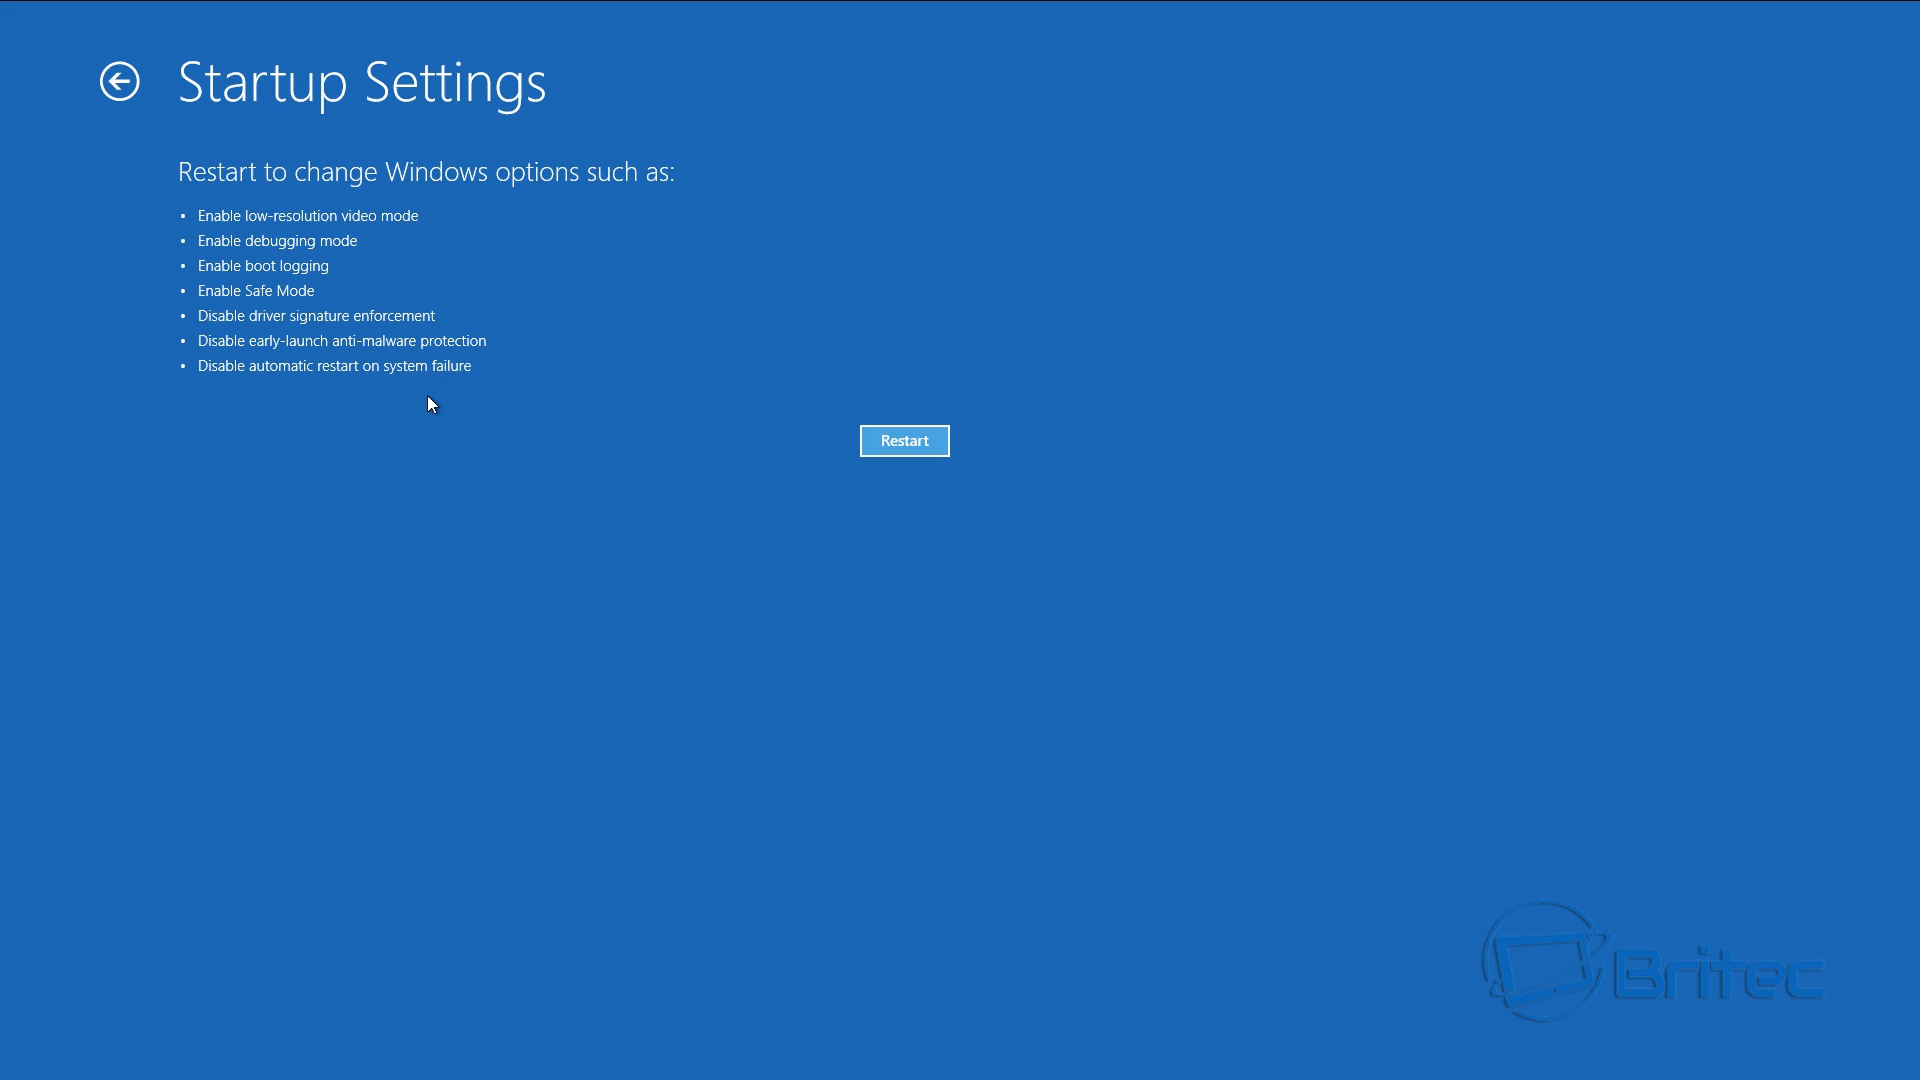 Startup Settings
Restart to change Windows options such as:
• Enable low-resolution video mode
• Enable debugging mode
• Enable boot logging
• Enable Safe Mode
• Disable driver signature enforcement
• Disable early-launch anti-malware protection
• Disable automatic restart on system failure
Restart
Britec